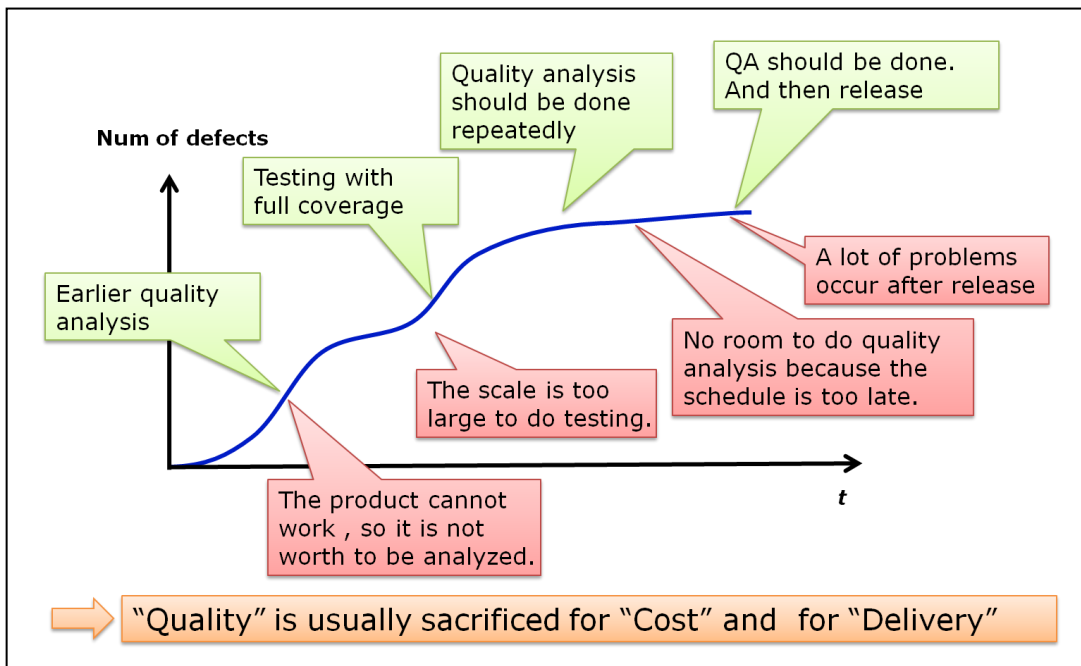 Quality analysis
should be done
repeatedly
QA should be done.
And then release
Num of defects
Testing with
full coverage
Earlier quality
analysis
A lot of problems
occur after release
No room to do quality
analysis because the
schedule is too late.
The scale is too
large to do testing.
t
The product cannot
work , so it is not
worth to be analyzed.
“Quality” is usually sacrificed for “Cost” and  for “Delivery”